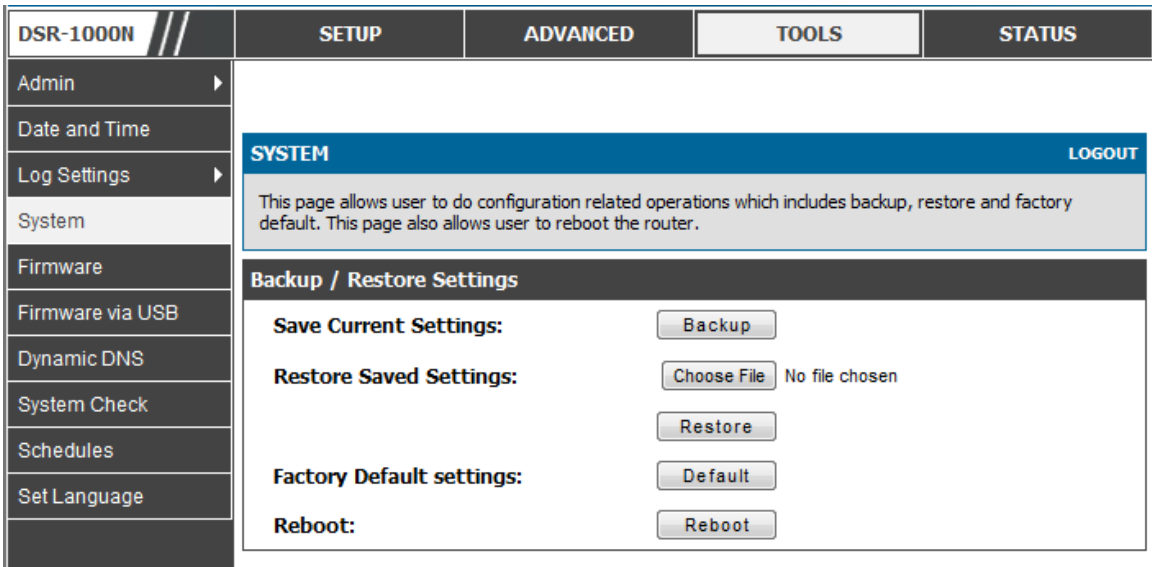 DSR-1000N
SETUP
ADVANCED
TOOLS
STATUS
Admin
Date and Time
Log Settings
System
Firmware
Firmware via USB
Dynamic DNS
System Check
Schedules
Set Language
SYSTEM
LOGOUT
This page allows user to do configuration related operations which includes backup, restore and factory
default. This page also allows user to reboot the router.
Backup / Restore Settings
Save Current Settings:
Backup
Restore Saved Settings:
Choose File
No file chosen
Restore
Factory Default settings:
Default
Reboot:
Reboot